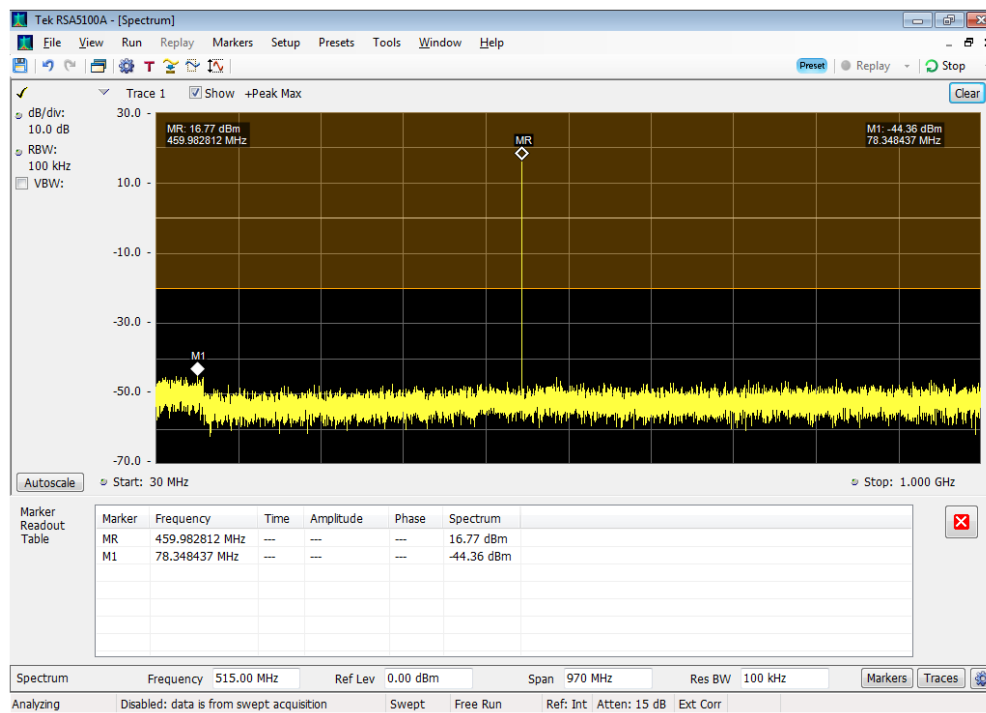 Tek RSA5100A - [Spectrum]
File View Run Replay Markers Setup Presets Tools Window Help
T Preset Replay Stop
Trace 1 Show +Peak Max Clear
dB/div:
10.0 dB
RBW:
100 kHz
VBW:
30.0
10.0
-10.0
-30.0
-50.0
-70.0
MR: 16.77 dBm
459.982812 MHz
MR
M1: -44.36 dBm
78.348437 MHz
M1
Autoscale Start: 30 MHz Stop: 1.000 GHz
Marker
Readout
Table
Marker Frequency Time Amplitude Phase Spectrum
MR 459.982812 MHz --- --- --- 16.77 dBm
M1 78.348437 MHz --- --- --- -44.36 dBm
Spectrum Frequency 515.00 MHz Ref Lev 0.00 dBm Span 970 MHz Res BW 100 kHz Markers Traces
Analyzing Disabled: data is from swept acquisition Swept Free Run Ref: Int Atten: 15 dB Ext Corr